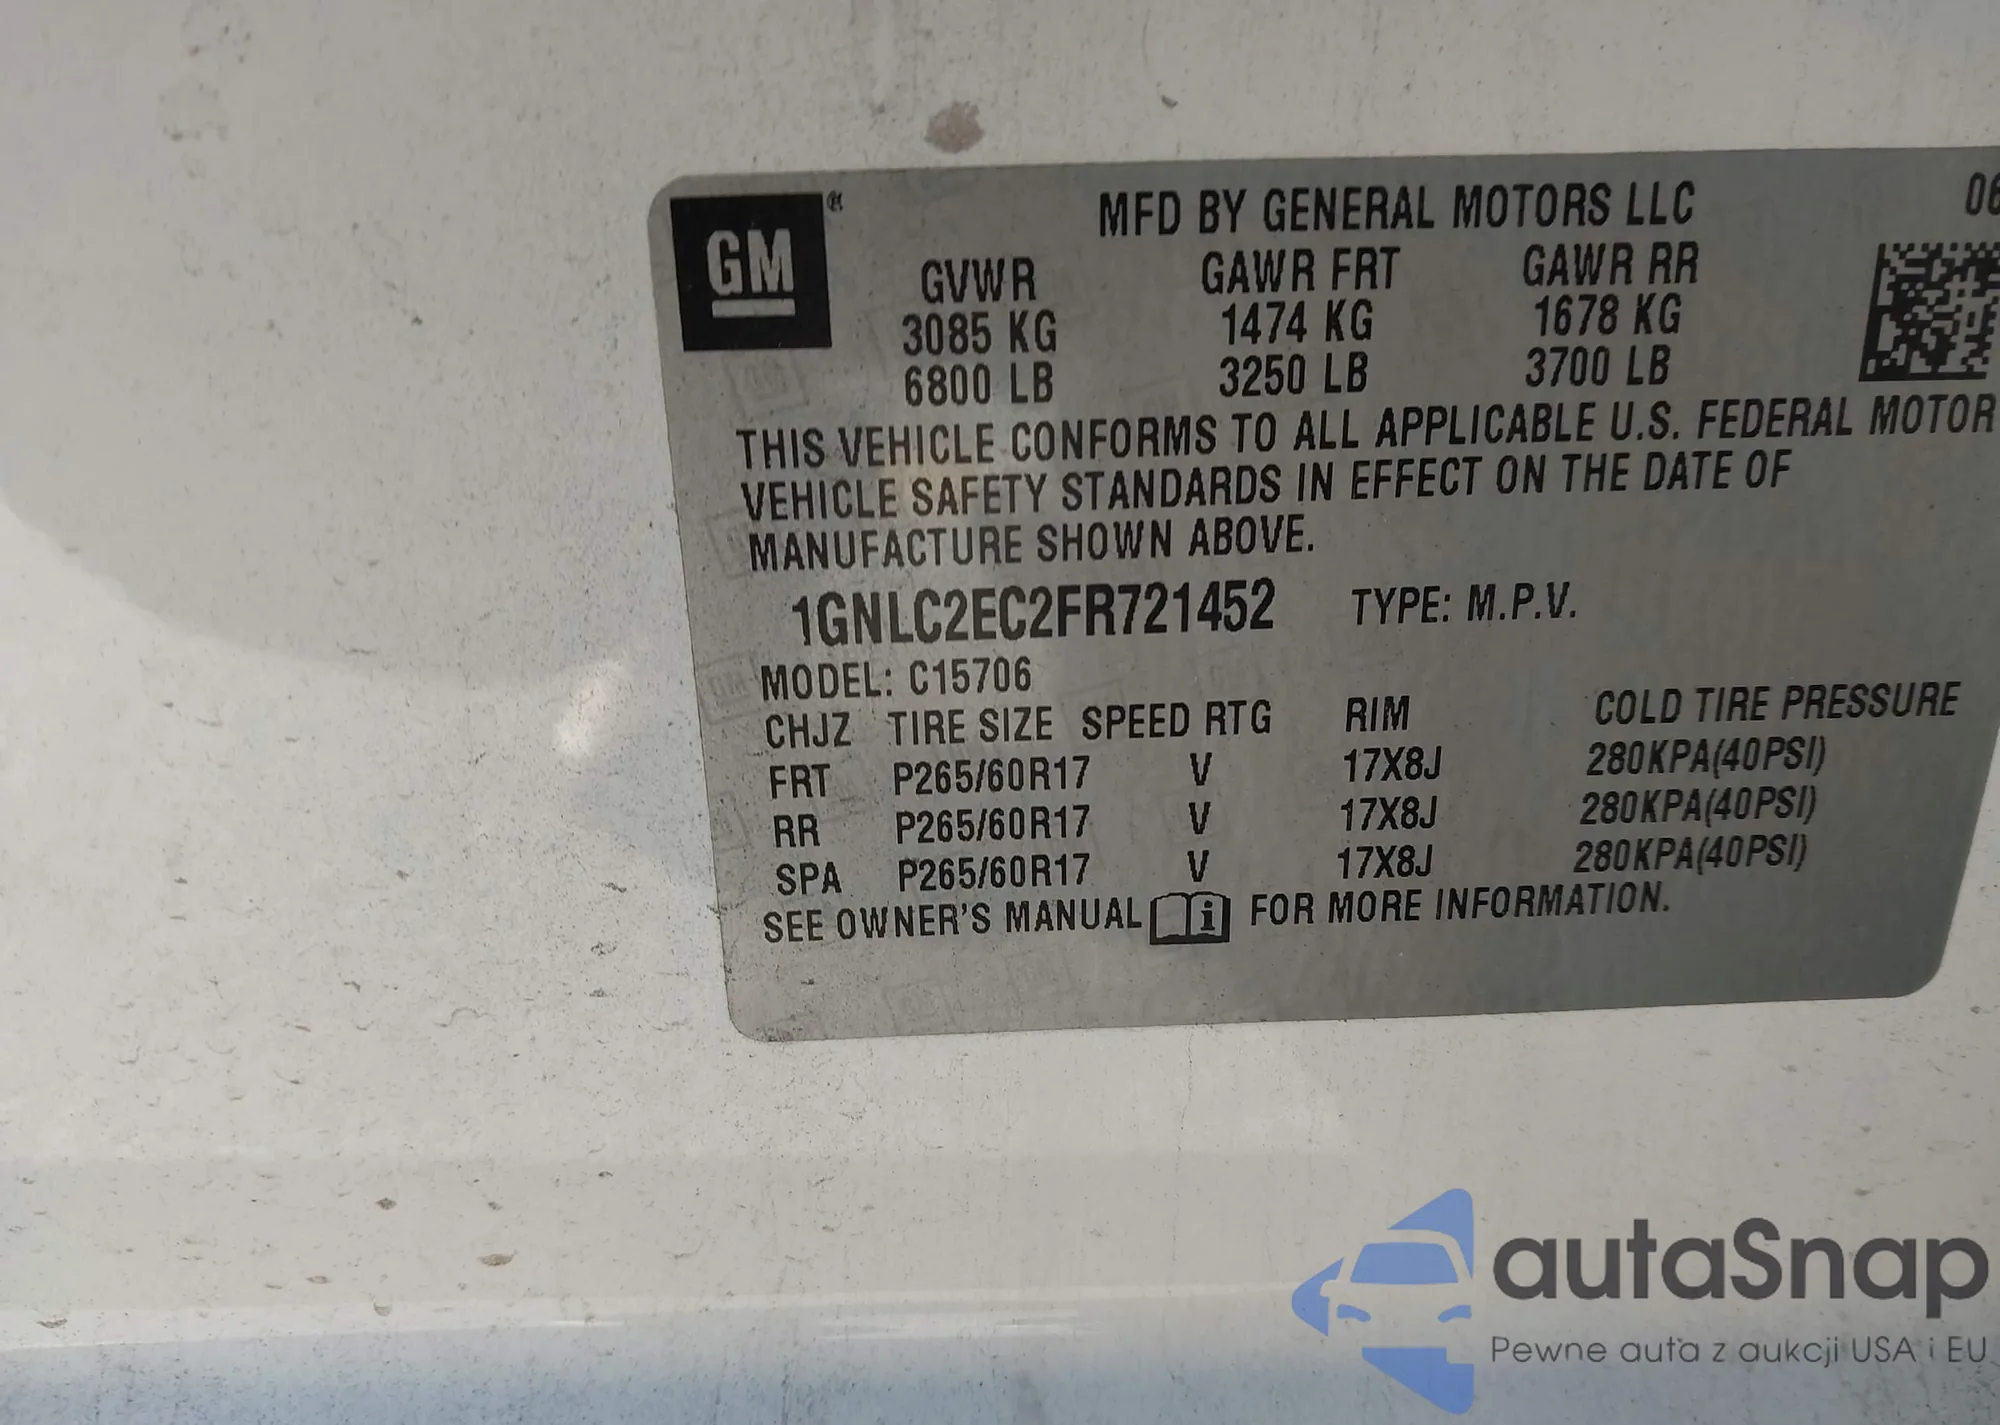 GM ®
MFD BY GENERAL MOTORS LLC 06
GVWR GAWR FRT GAWR RR
3085 KG 1474 KG 1678 KG
6800 LB 3250 LB 3700 LB
THIS VEHICLE CONFORMS TO ALL APPLICABLE U.S. FEDERAL MOTOR
VEHICLE SAFETY STANDARDS IN EFFECT ON THE DATE OF
MANUFACTURE SHOWN ABOVE.
1GNLC2EC2FR721452 TYPE: M.P.V.
MODEL: C15706
CHJZ TIRE SIZE SPEED RTG RIM COLD TIRE PRESSURE
FRT P265/60R17 V 17X8J 280KPA(40PSI)
RR P265/60R17 V 17X8J 280KPA(40PSI)
SPA P265/60R17 V 17X8J 280KPA(40PSI)
SEE OWNER'S MANUAL i FOR MORE INFORMATION.
autaSnap
Pewne auta z aukcji USA i EU